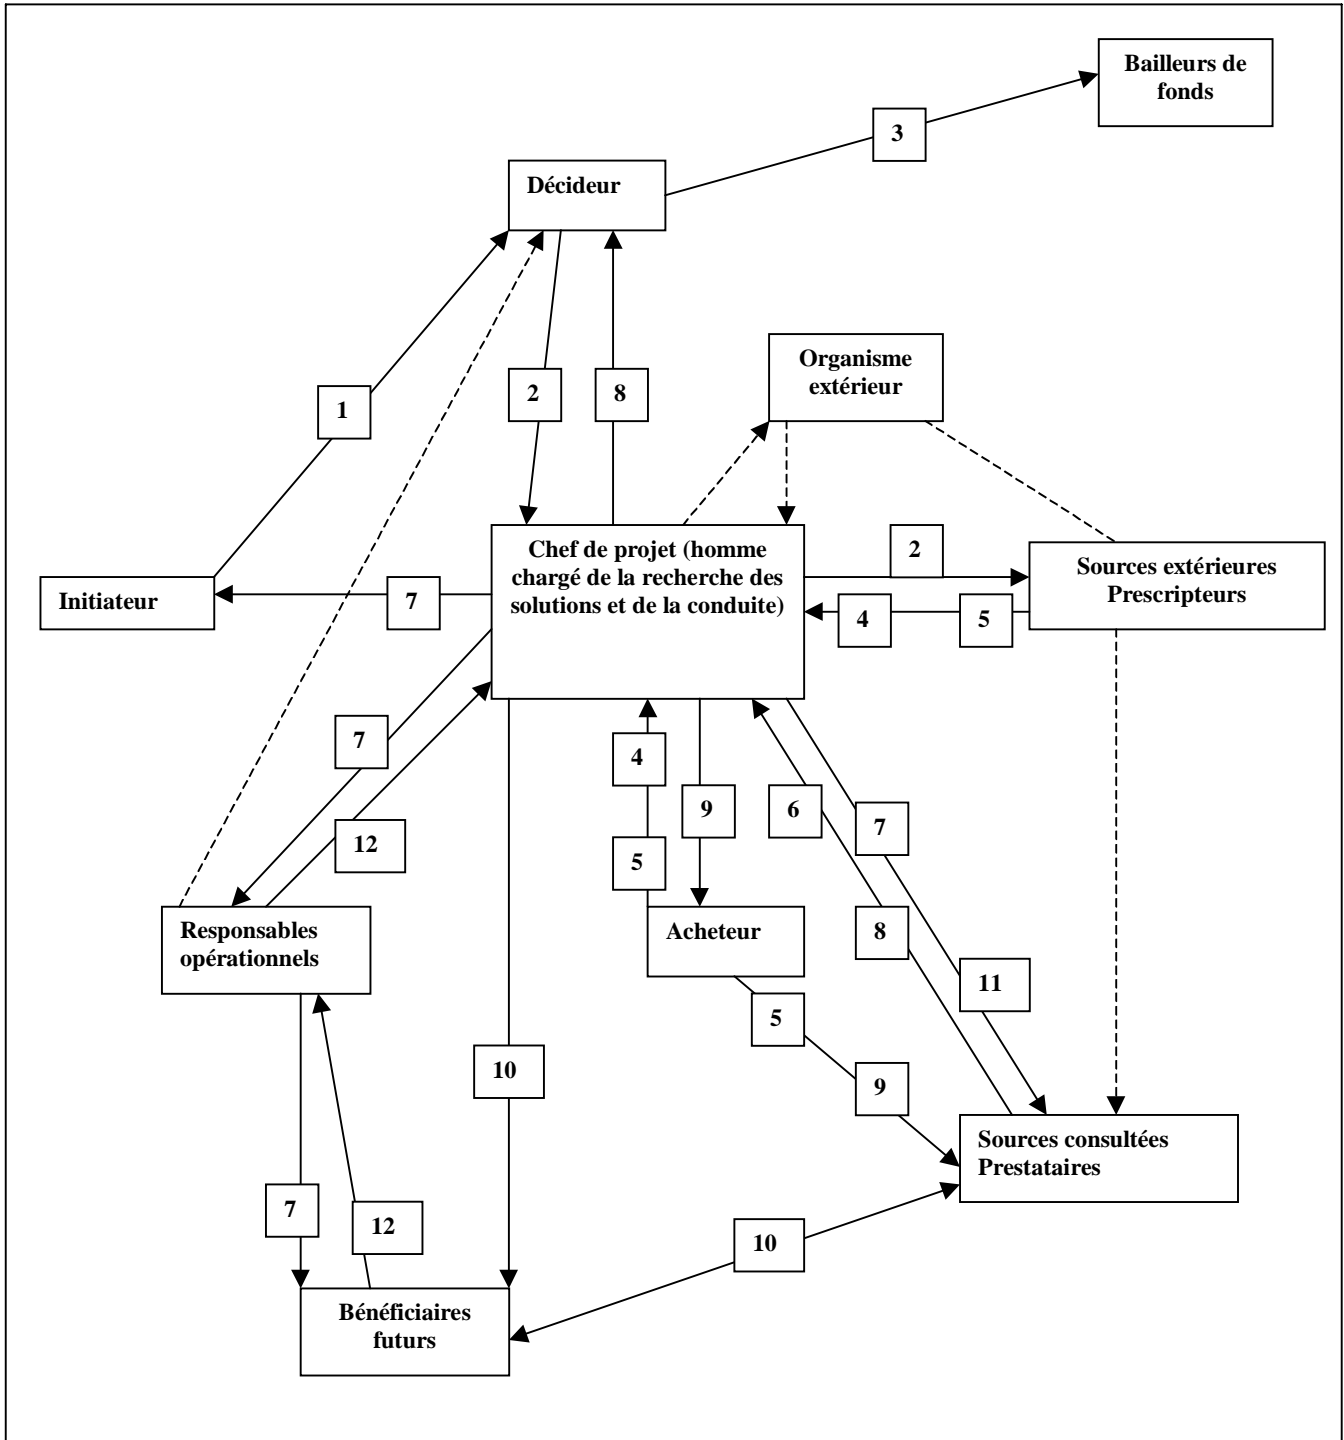 Bailleurs de
fonds
3
Décideur
Organisme
extérieur
2
8
1
2
Chef de projet (homme
chargé de la recherche des
solutions et de la conduite)
Sources extérieures
Prescripteurs
Initiateur
7
4
5
7
4
6
9
7
12
5
Responsables
opérationnels
Acheteur
8
11
5
10
9
Sources consultées
Prestataires
7
12
10
Bénéficiaires
futurs